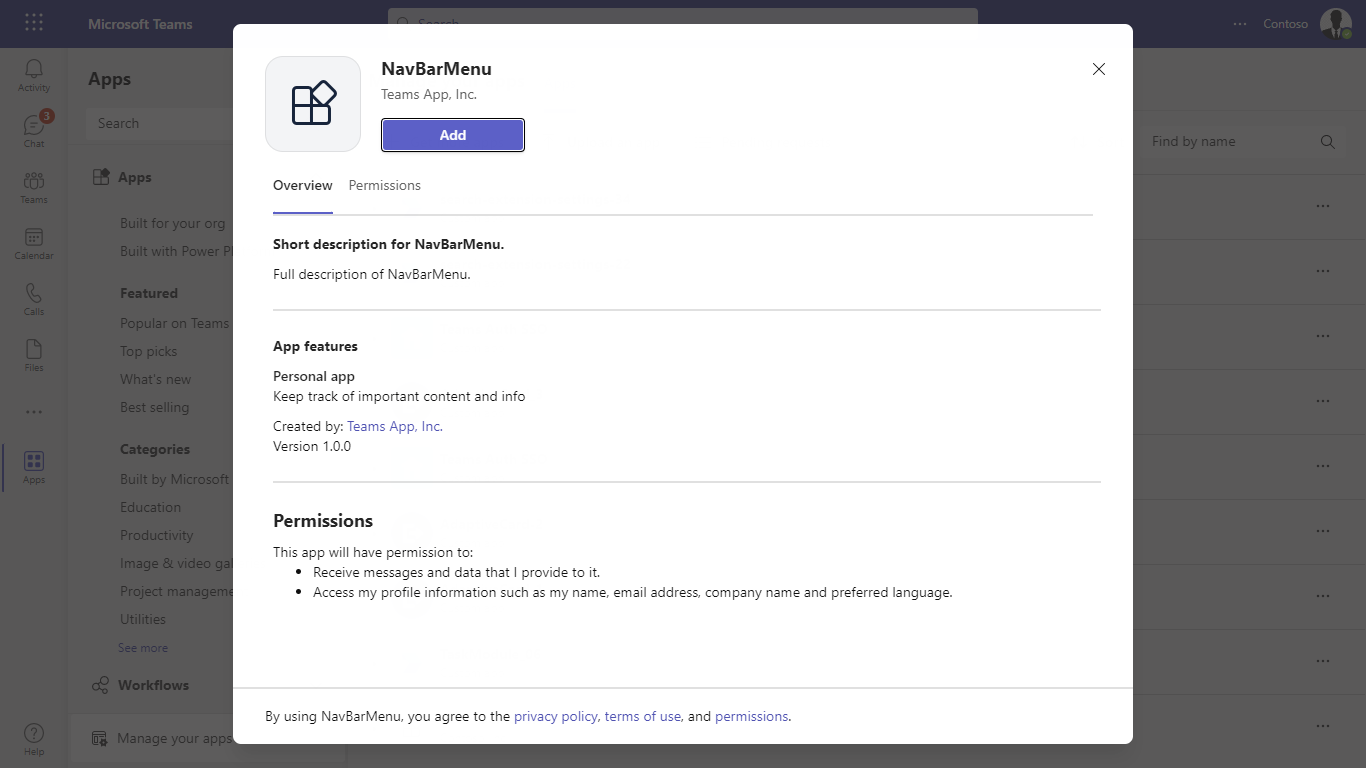 Microsoft Teams
Search
Contoso
Activity
3
Chat
Teams
Calendar
Calls
Files
Apps
Help
Apps
Search
Apps
Built for your org
Built with Power
Featured
Popular on Teams
Top picks
What's new
Best selling
Categories
Built by Microsoft
Education
Productivity
Image & video
Project
Utilities
See more
Workflows
Manage your apps
Find by name
NavBarMenu
Teams App, Inc.
Add
Overview Permissions
Short description for NavBarMenu.
Full description of NavBarMenu.
App features
Personal app
Keep track of important content and info
Created by: Teams App, Inc.
Version 1.0.0
Permissions
This app will have permission to:
• Receive messages and data that I provide to it.
• Access my profile information such as my name, email address, company name and preferred language.
By using NavBarMenu, you agree to the privacy policy, terms of use, and permissions.